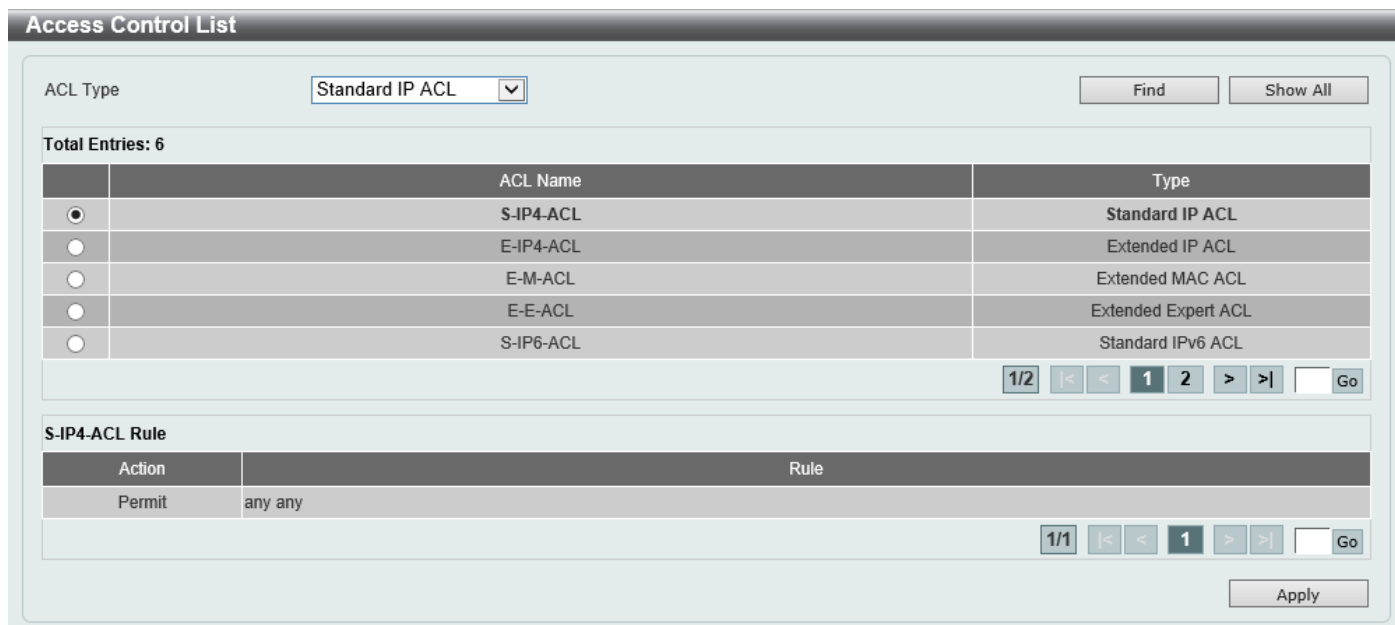 Access Control List
ACL Type Standard IP ACL Find Show All
Total Entries: 6
ACL Name Type
S-IP4-ACL Standard IP ACL
E-IP4-ACL Extended IP ACL
E-M-ACL Extended MAC ACL
E-E-ACL Extended Expert ACL
S-IP6-ACL Standard IPv6 ACL
1/2 |< < 1 2 > >| Go
S-IP4-ACL Rule
Action Rule
Permit any any
1/1 |< < 1 > >| Go
Apply